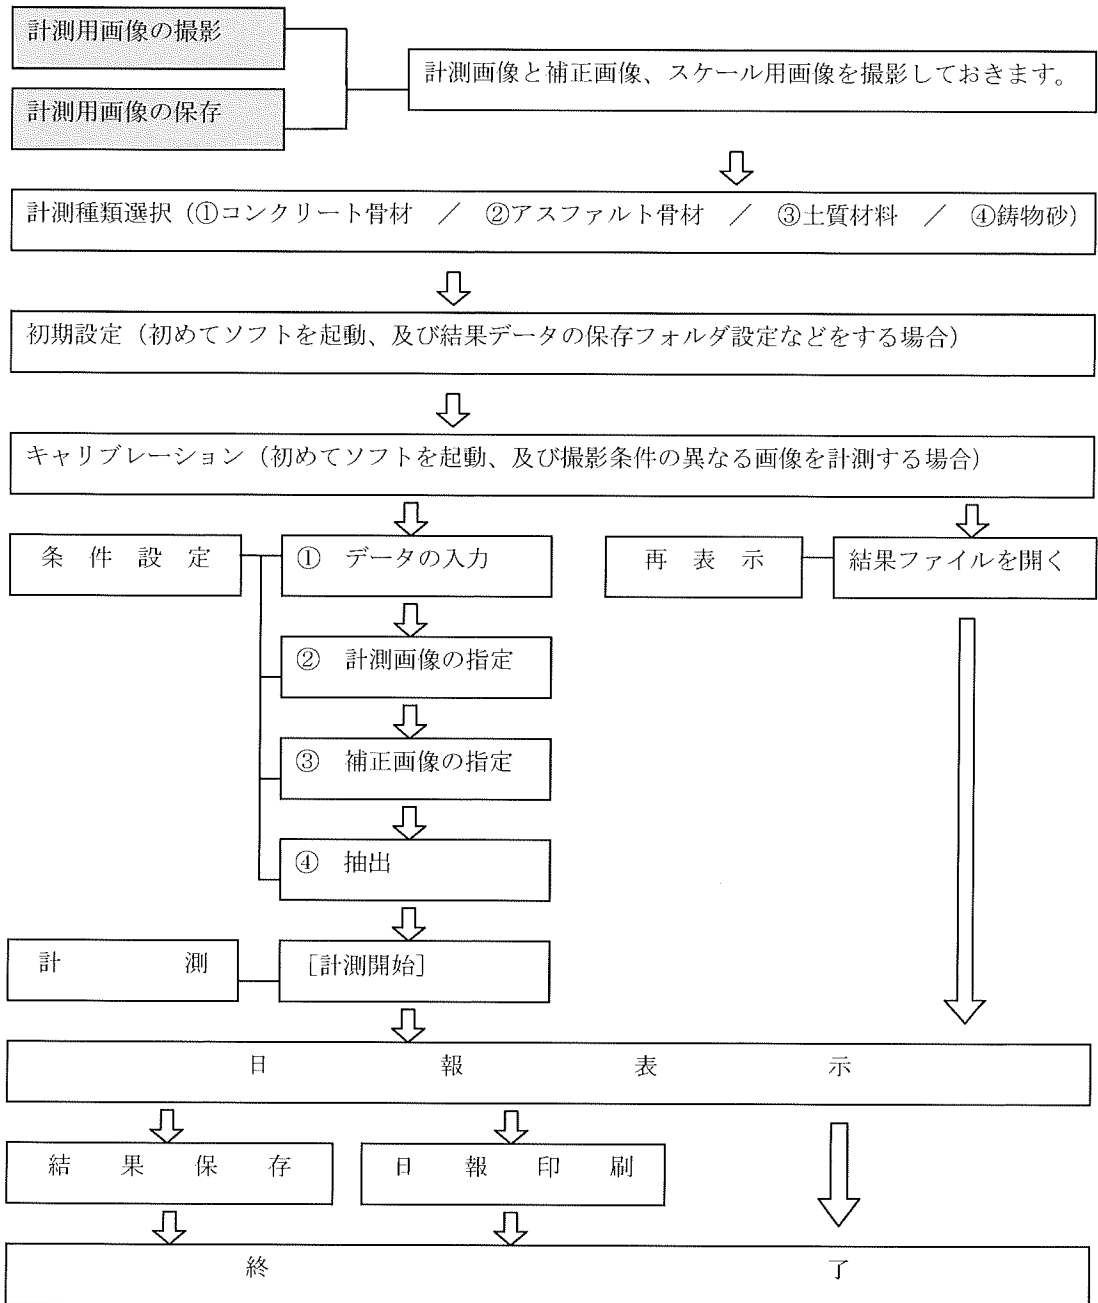 計測用画像の撮影
計測用画像の保存
計測画像と補正画像、スケール用画像を撮影しておきます。
計測種類選択（①コンクリート骨材　／　②アスファルト骨材　／　③土質材料　／　④鋳物砂）
初期設定（初めてソフトを起動、及び結果データの保存フォルダ設定などをする場合）
キャリブレーション（初めてソフトを起動、及び撮影条件の異なる画像を計測する場合）
条　件　設　定
①　データの入力
再　表　示
結果ファイルを開く
②　計測画像の指定
③　補正画像の指定
④　抽出
計　測
［計測開始］
日　報　表　示
結　果　保　存
日　報　印　刷
終　了